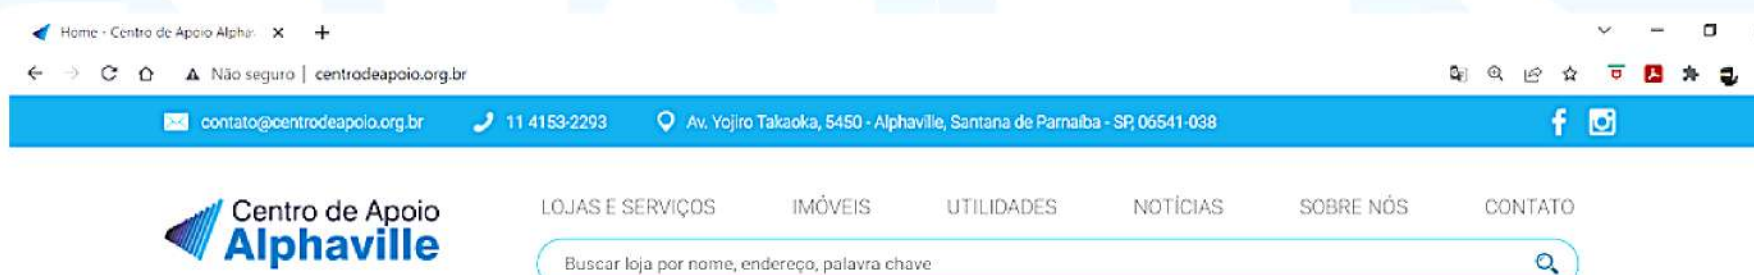 Home - Centro de Apoio Alpha
Não seguro | centrodeapoio.org.br
contato@centrodeapoio.org.br 11 4153-2293 Av. Yojiro Takaoka, 5450 - Alphaville, Santana de Parnaíba - SP, 06541-038
Centro de Apoio
Alphaville
LOJAS E SERVIÇOS IMÓVEIS UTILIDADES NOTÍCIAS SOBRE NÓS CONTATO
Buscar loja por nome, endereço, palavra chave